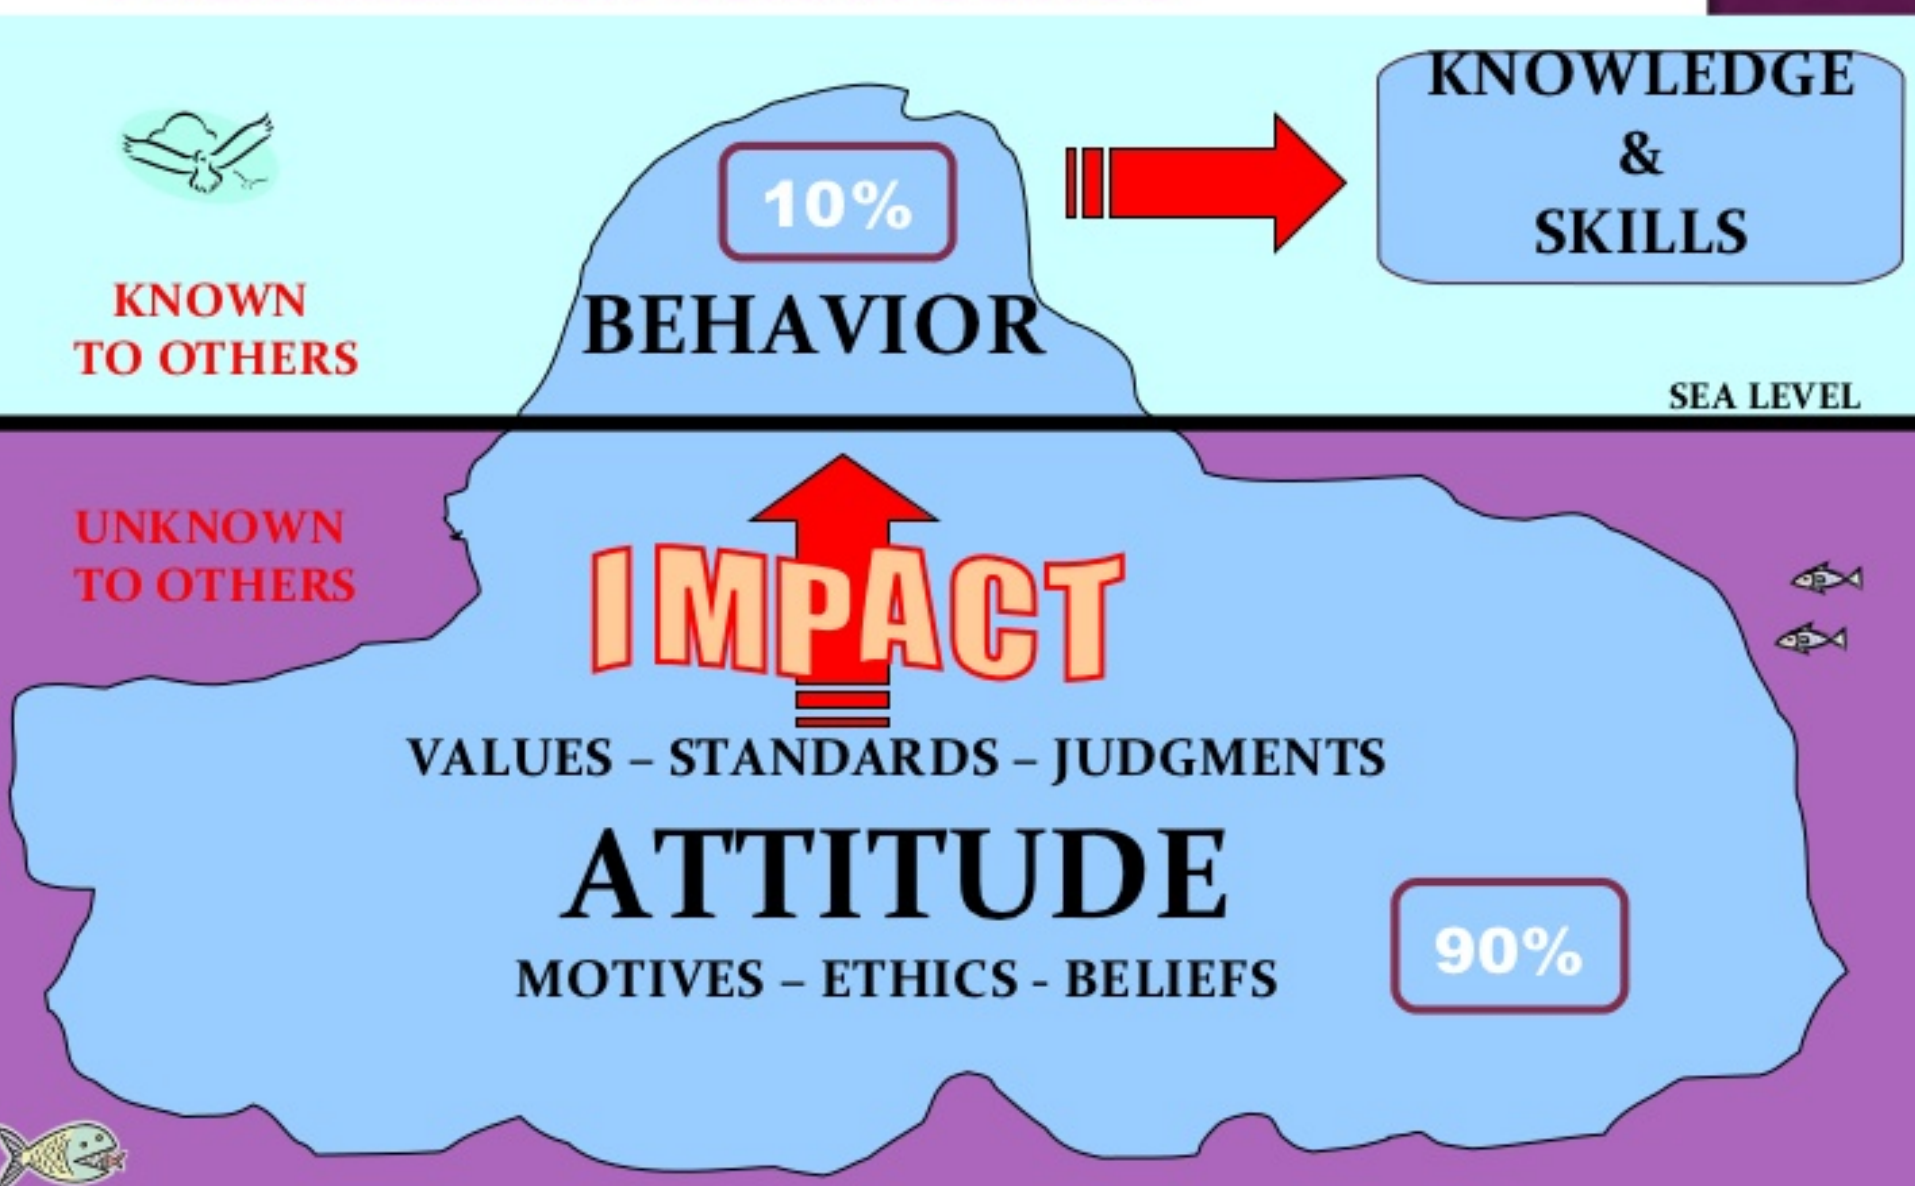 KNOWLEDGE
&
SKILLS
10%
BEHAVIOR
KNOWN
TO OTHERS
SEA LEVEL
UNKNOWN
TO OTHERS
IMPACT
VALUES – STANDARDS – JUDGMENTS
ATTITUDE
90%
MOTIVES – ETHICS - BELIEFS